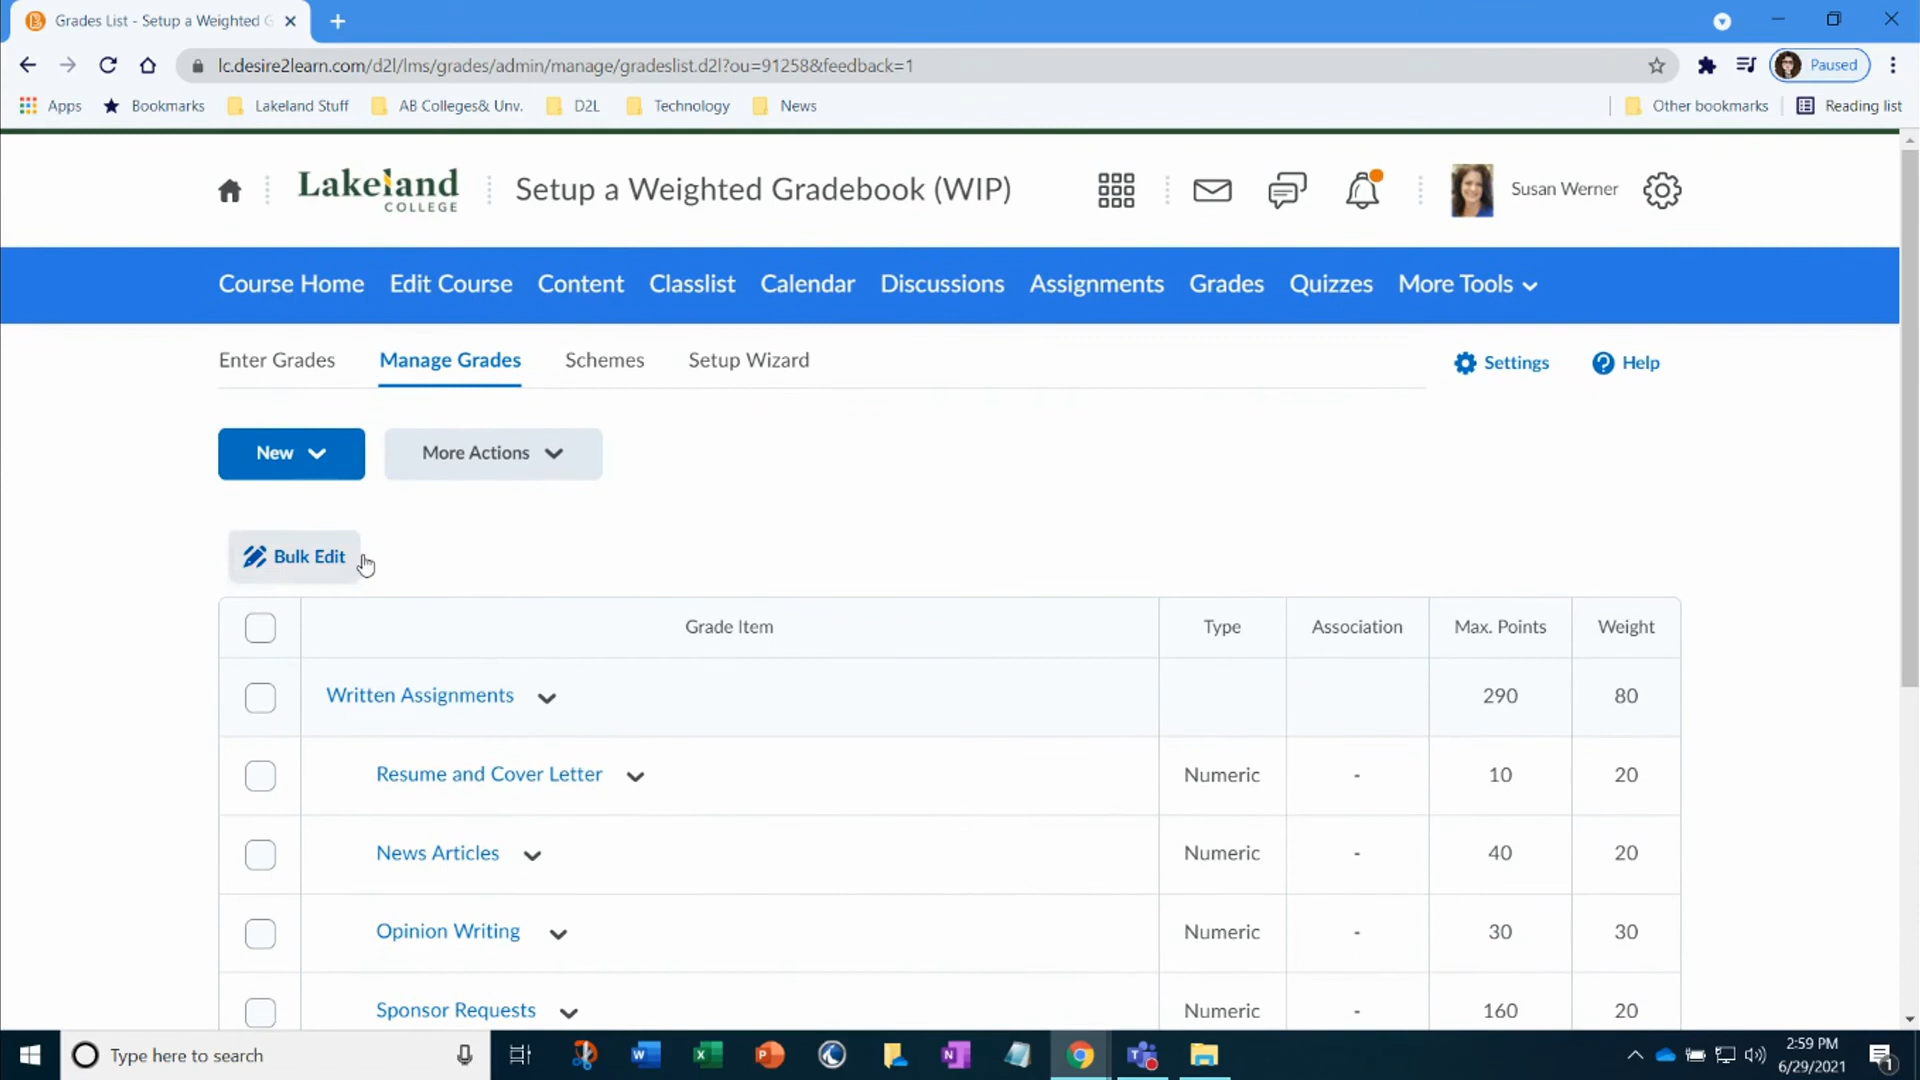 Grades List - Setup a Weighted G
lc.desire2learn.com/d2l/lms/grades/admin/manage/gradeslist.d2l?ou=91258&feedback=1
Paused
Apps Bookmarks Lakeland Stuff AB Colleges& Unv. D2L Technology News Other bookmarks Reading list
Lakeland
COLLEGE
Setup a Weighted Gradebook (WIP)
Susan Werner
Course Home Edit Course Content Classlist Calendar Discussions Assignments Grades Quizzes More Tools
Enter Grades Manage Grades Schemes Setup Wizard Settings Help
New More Actions
Bulk Edit
Grade Item Type Association Max. Points Weight
Written Assignments 290 80
Resume and Cover Letter Numeric - 10 20
News Articles Numeric - 40 20
Opinion Writing Numeric - 30 30
Sponsor Requests Numeric - 160 20
Type here to search
2:59 PM
6/29/2021
1